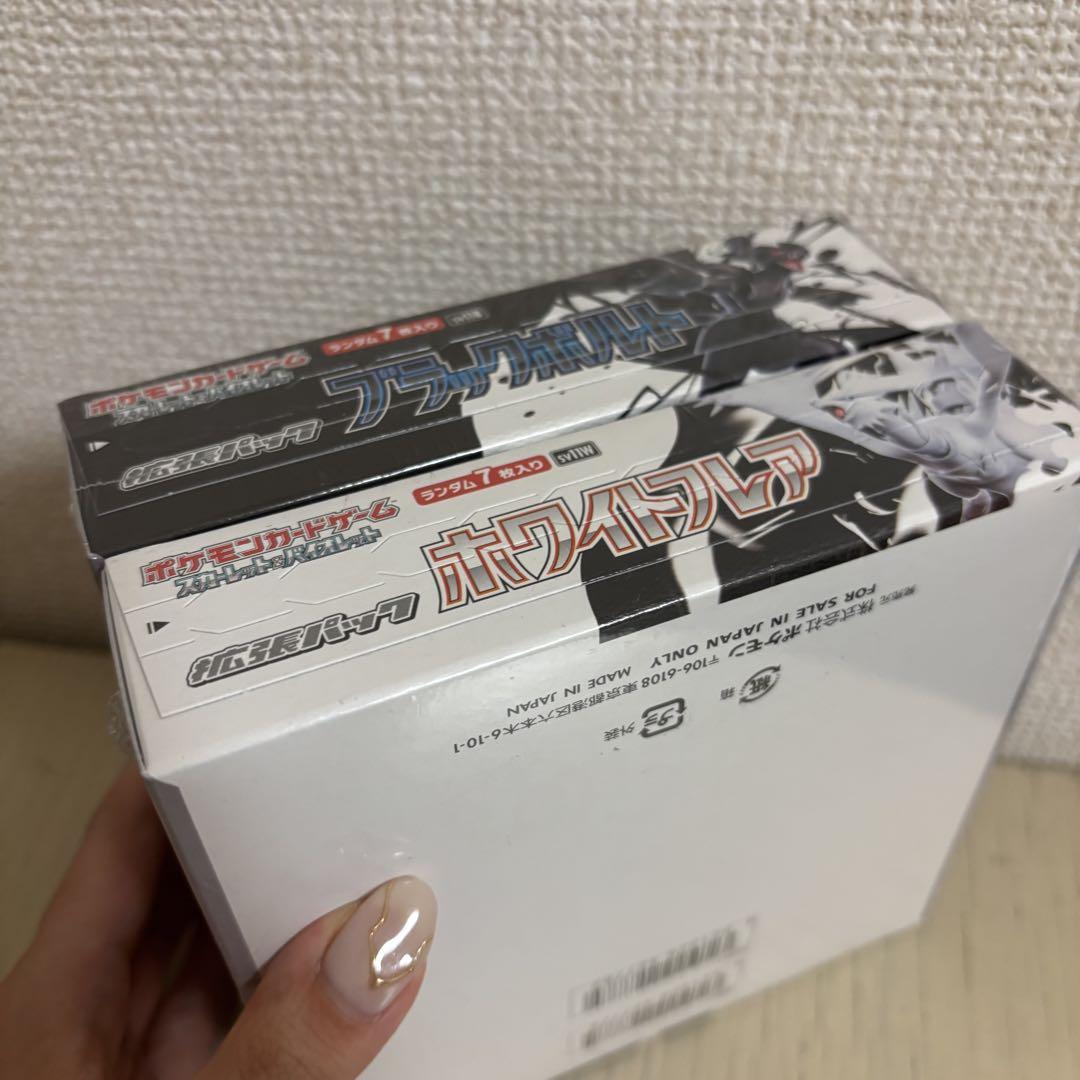 ポケモンカードゲーム
スカーレット&バイオレット
ランダム7枚入り
拡張パック
ブラックボルト
ポケモンカードゲーム
スカーレット&バイオレット
ランダム7枚入り
SV11W
拡張パック
ホワイトフレア
発売元 株式会社ポケモン 〒106-6108 東京都港区六本木6-10-1
FOR SALE IN JAPAN ONLY MADE IN JAPAN
紙 箱
プラ 外装